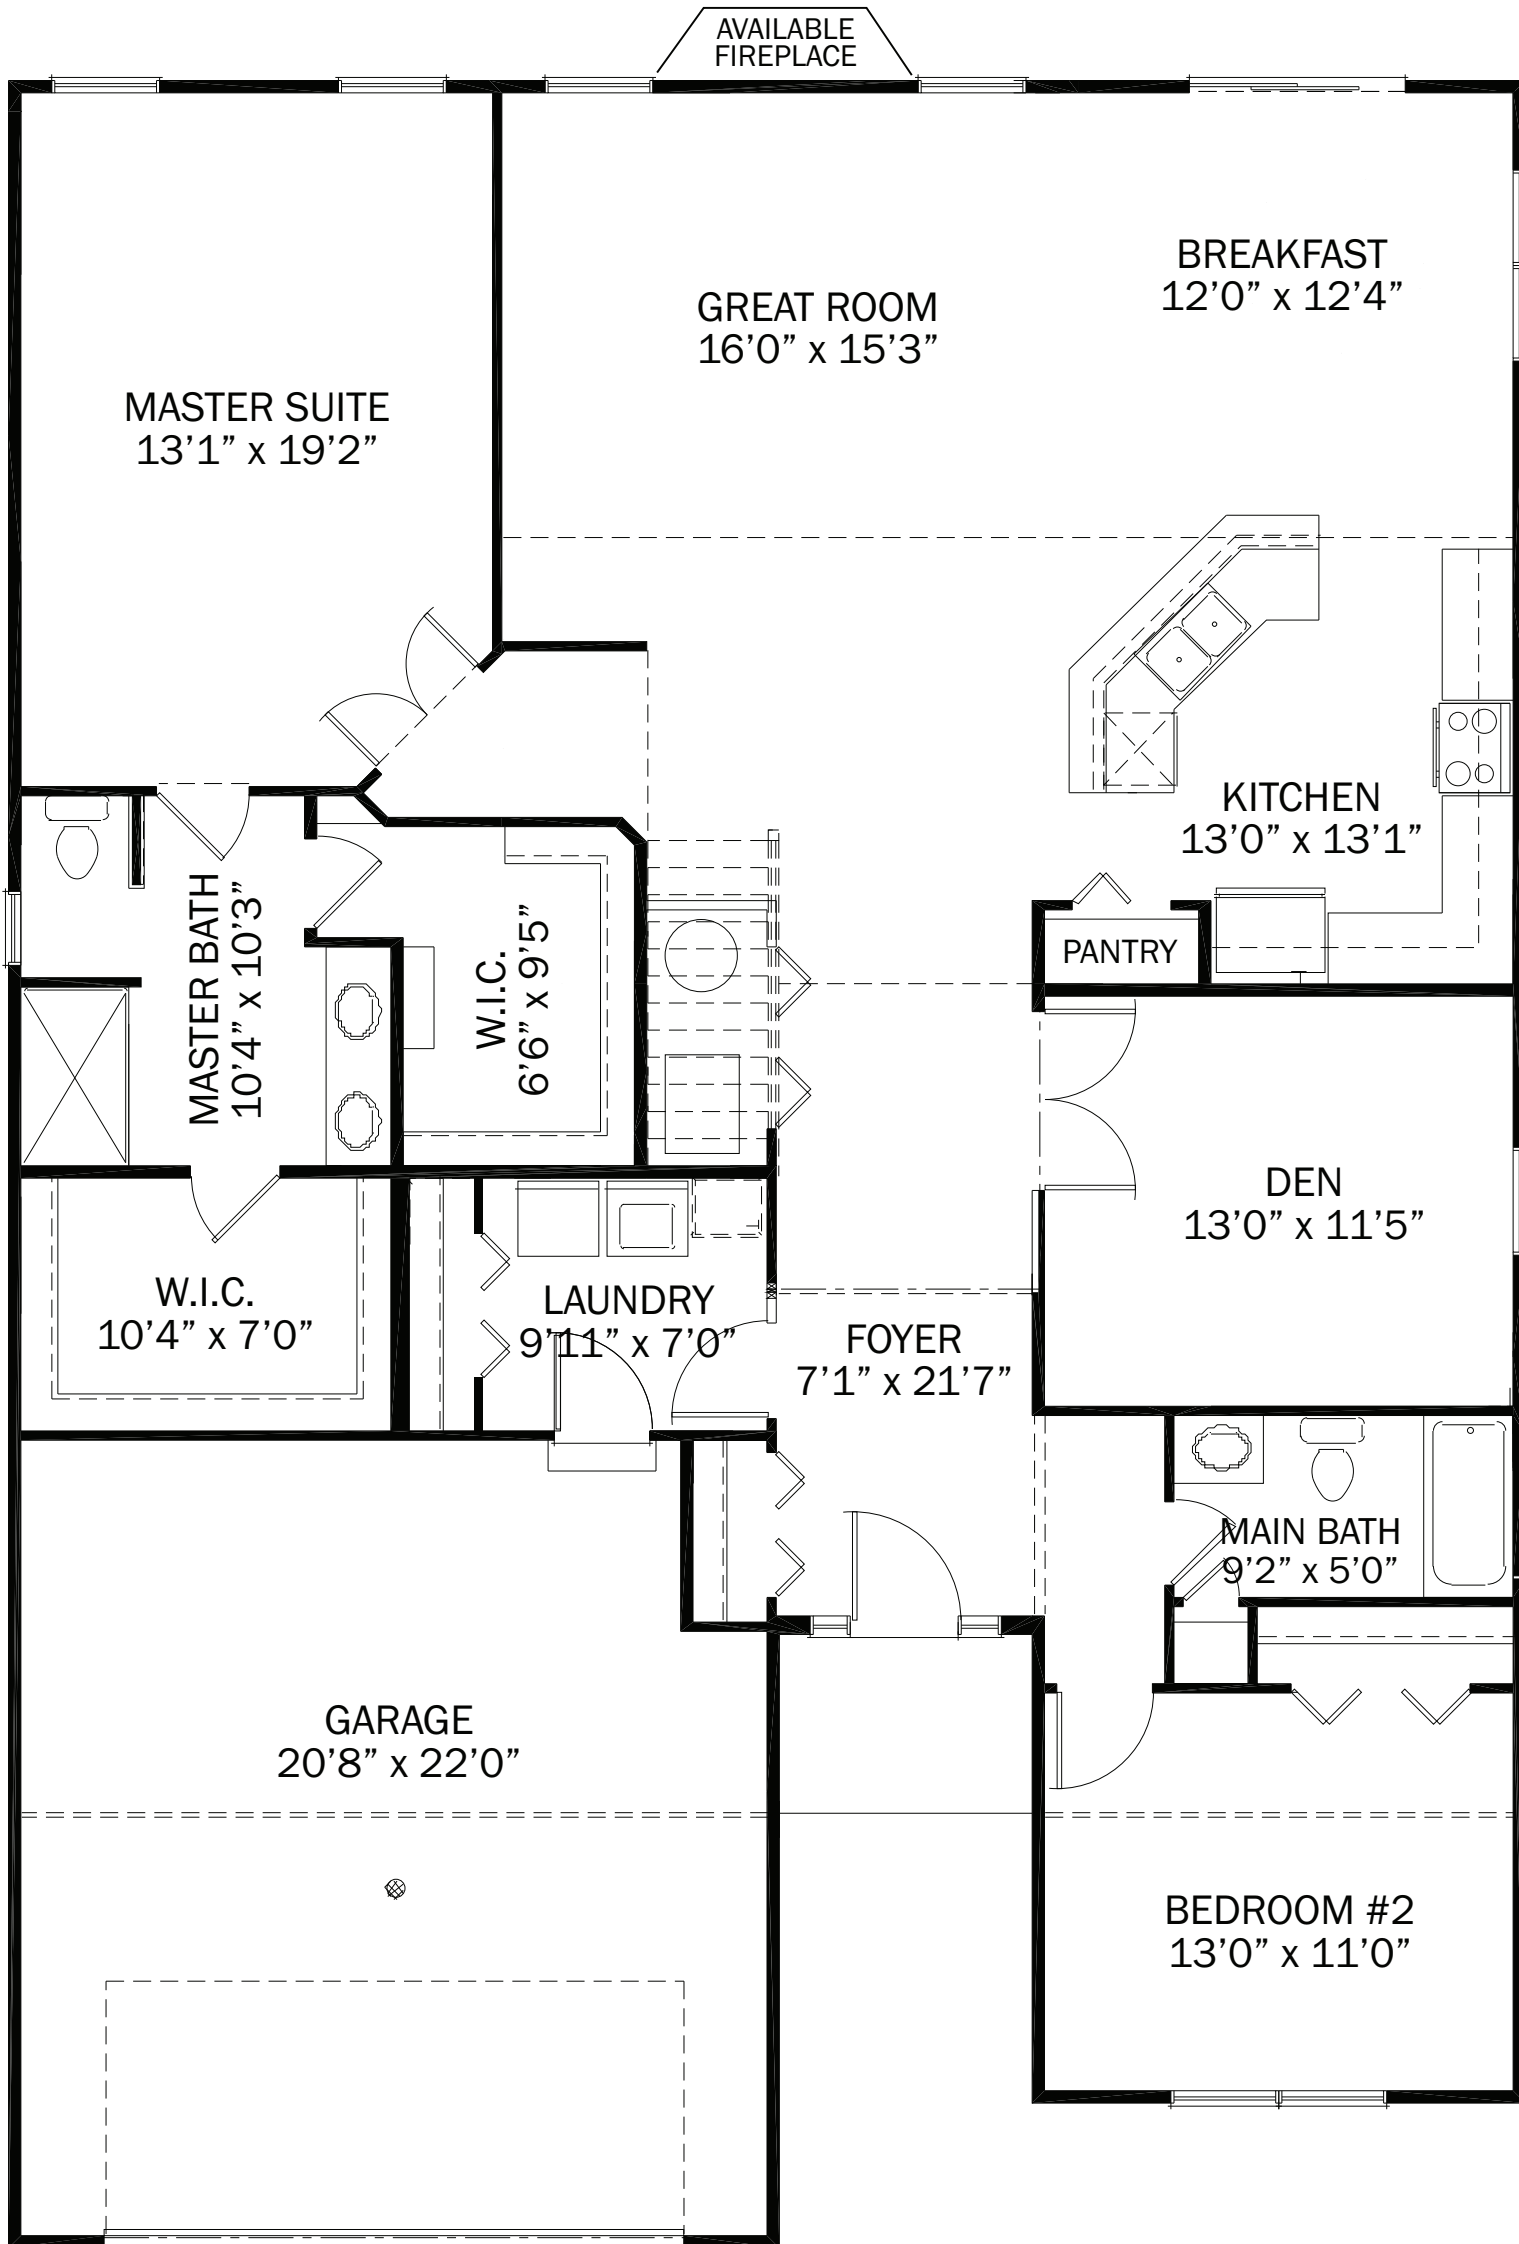 AVAILABLE
FIREPLACE
BREAKFAST
12’0” x 12’4”
GREAT ROOM
16’0” x 15’3”
MASTER SUITE
13’1” x 19’2”
KITCHEN
13’0” x 13’1”
PANTRY
MASTER BATH
10’4” x 10’3”
W.I.C.
6’6” x 9’5”
DEN
13’0” x 11’5”
W.I.C.
10’4” x 7’0”
LAUNDRY
9’11” x 7’0”
FOYER
7’1” x 21’7”
MAIN BATH
9’2” x 5’0”
GARAGE
20’8” x 22’0”
BEDROOM #2
13’0” x 11’0”